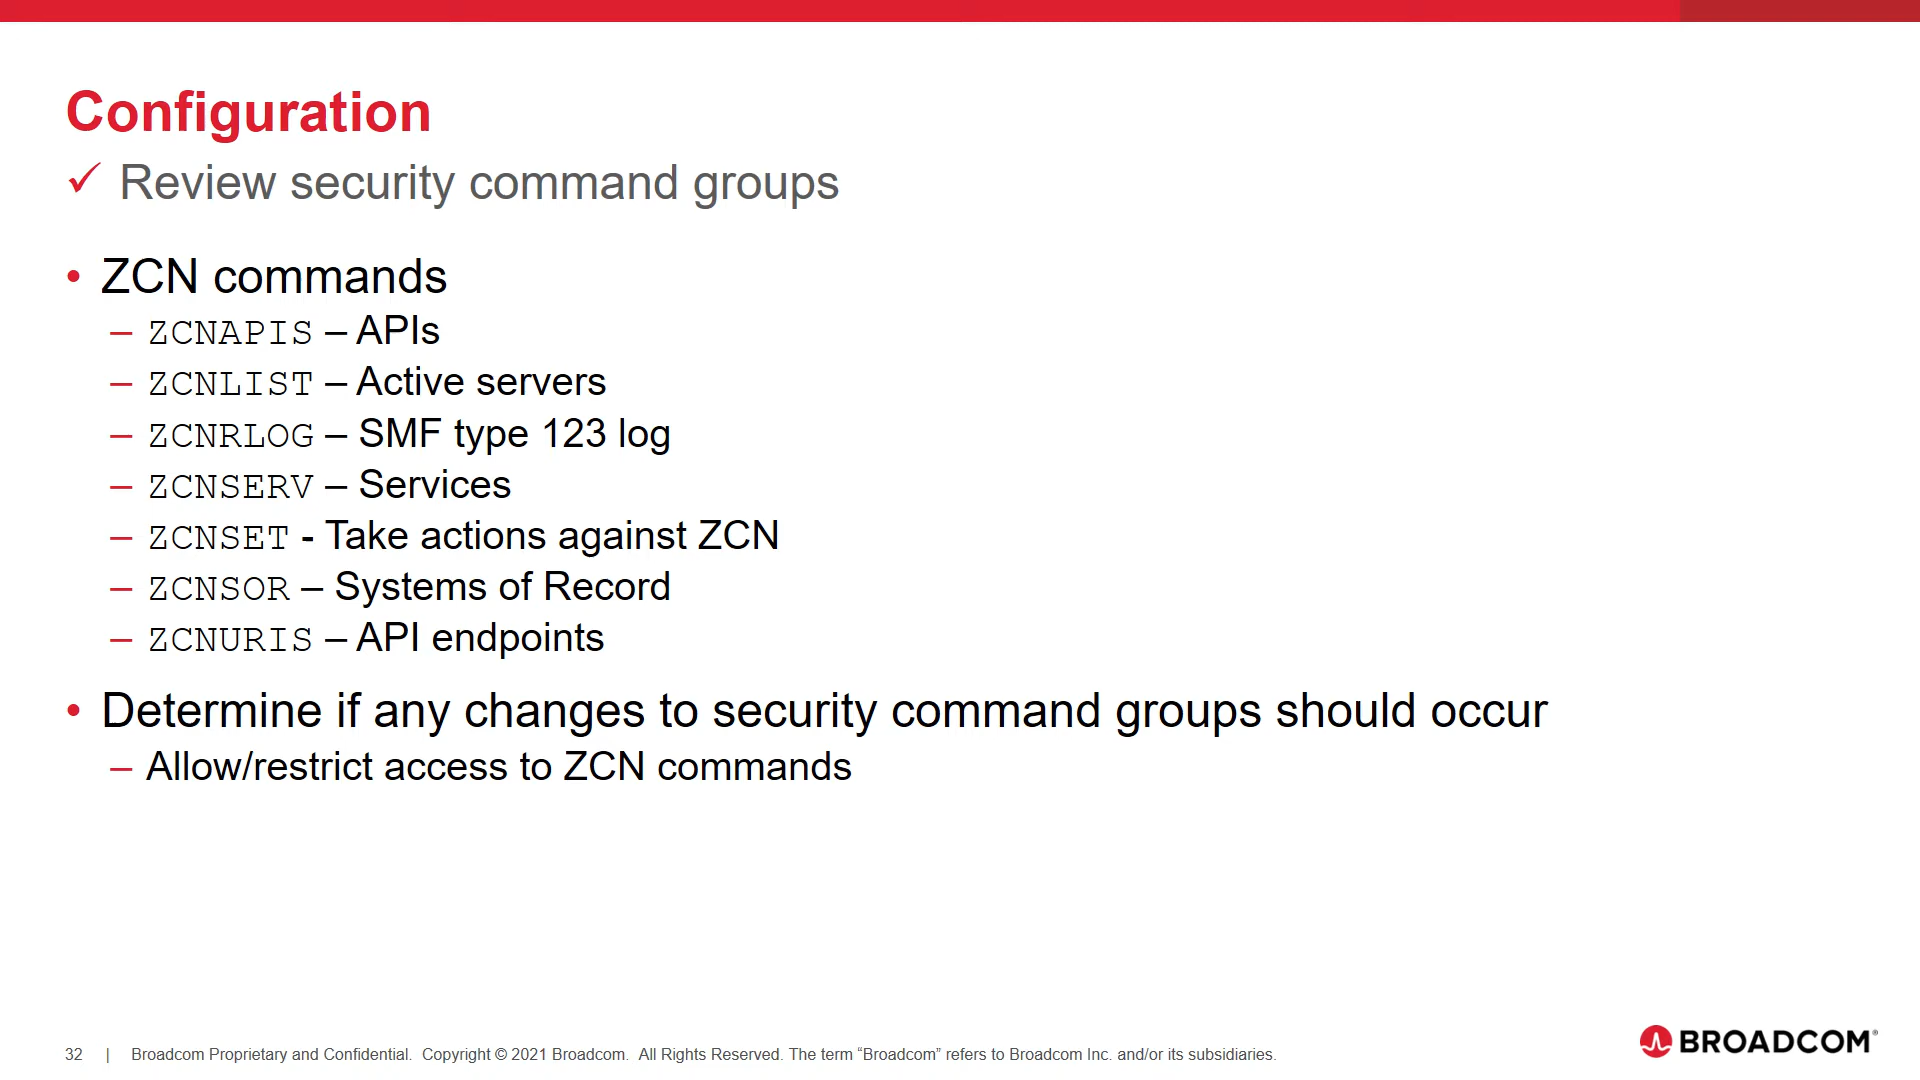 Configuration
✓ Review security command groups
• ZCN commands
– ZCNAPIS – APIs
– ZCNLIST – Active servers
– ZCNRLOG – SMF type 123 log
– ZCNSERV – Services
– ZCNSET - Take actions against ZCN
– ZCNSOR – Systems of Record
– ZCNURIS – API endpoints
• Determine if any changes to security command groups should occur
– Allow/restrict access to ZCN commands
32 | Broadcom Proprietary and Confidential. Copyright © 2021 Broadcom. All Rights Reserved. The term “Broadcom” refers to Broadcom Inc. and/or its subsidiaries.
BROADCOM®